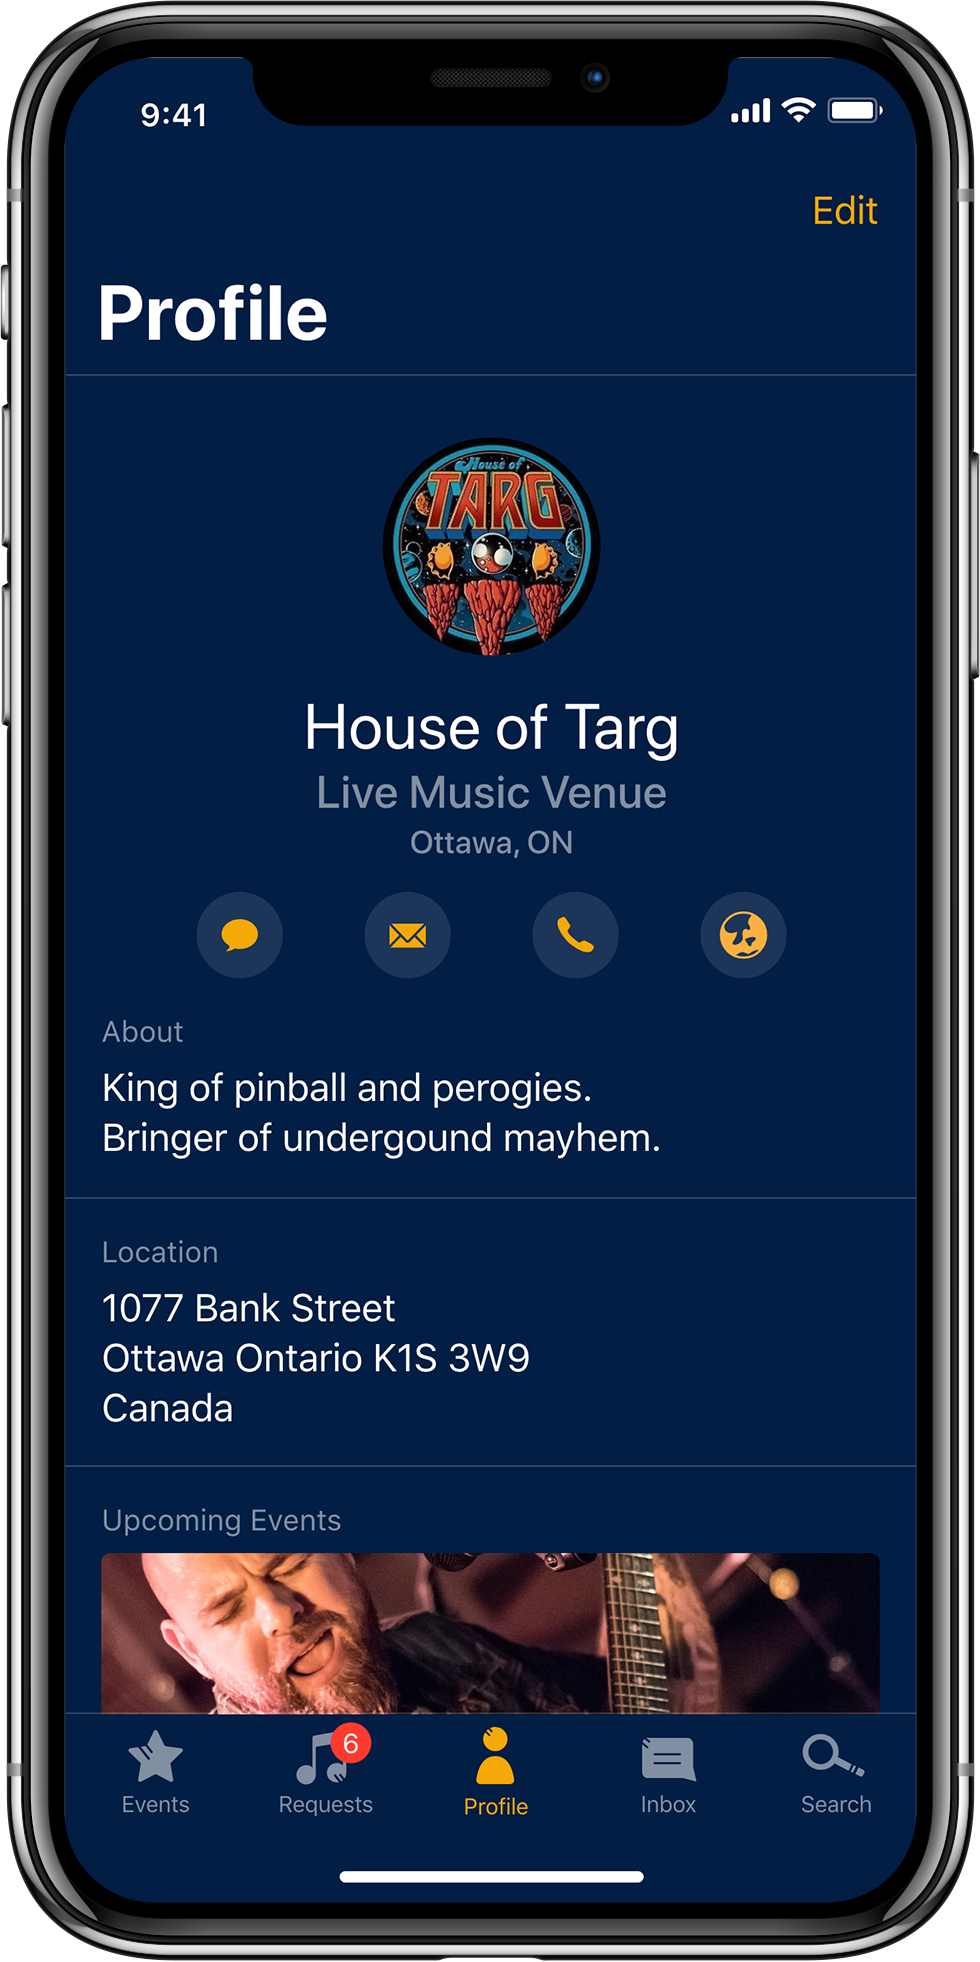 9:41
Edit
Profile
House of
TARG
House of Targ
Live Music Venue
Ottawa, ON
About
King of pinball and perogies.
Bringer of undergound mayhem.
Location
1077 Bank Street
Ottawa Ontario K1S 3W9
Canada
Upcoming Events
6
Events Requests Profile Inbox Search